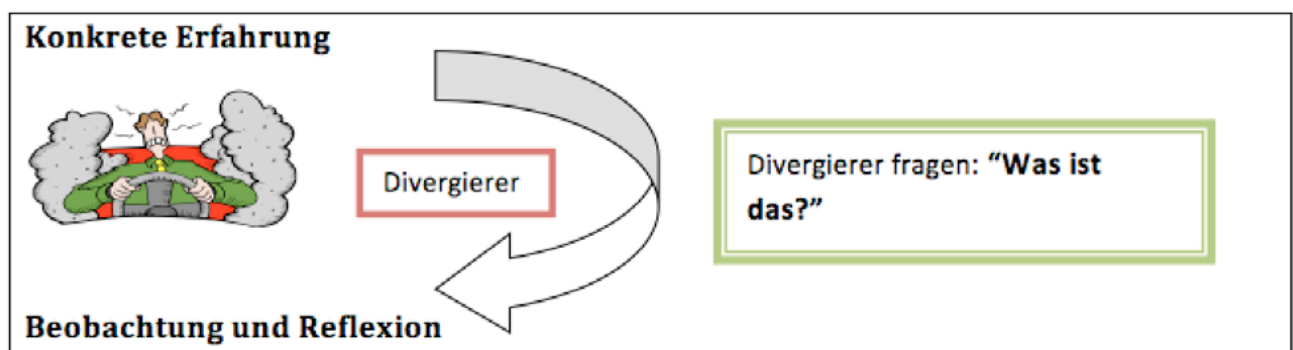 Konkrete Erfahrung
Divergierer
Divergierer fragen: “Was ist
das?”
Beobachtung und Reflexion